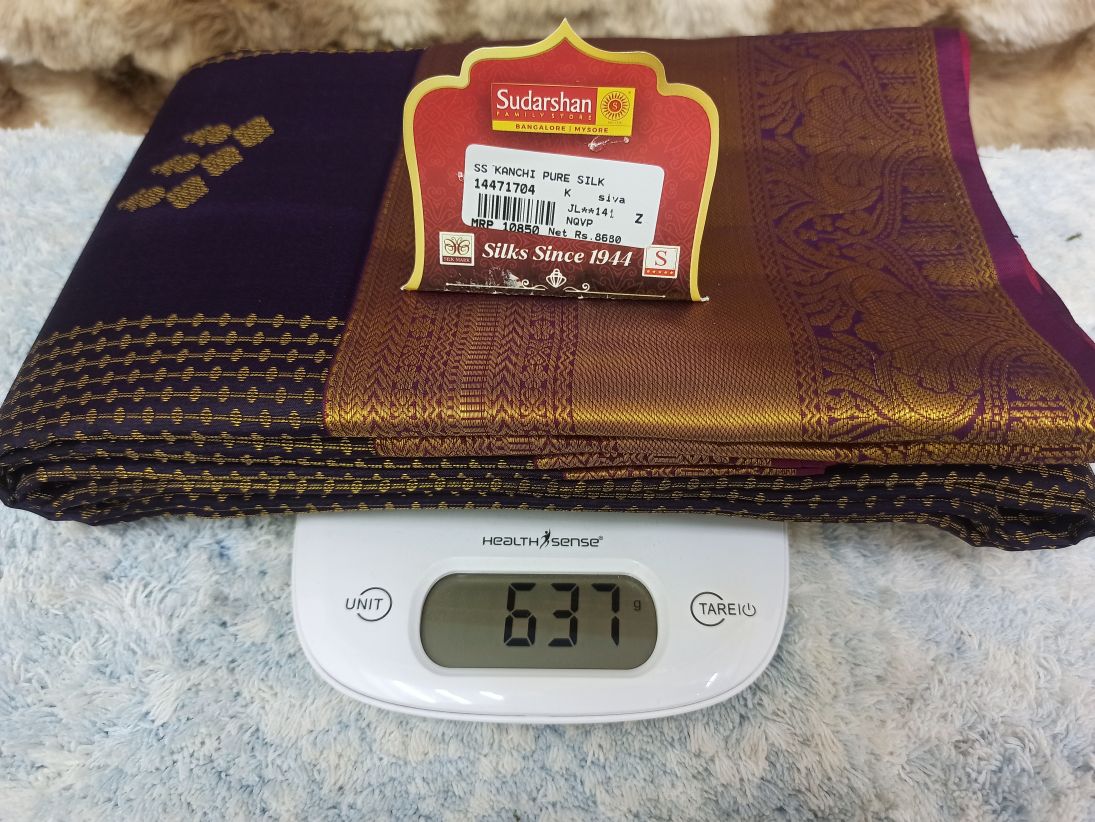 Sudarshan
FAMILY STORE
BANGALORE | MYSORE
SS KANCHI PURE SILK
14471704 K siva
JL**141 Z
NQVP
MRP 10850 Net Rs.8680
SILK MARK
Silks Since 1944
S
HEALTH SENSE®
UNIT
637 g
TARE